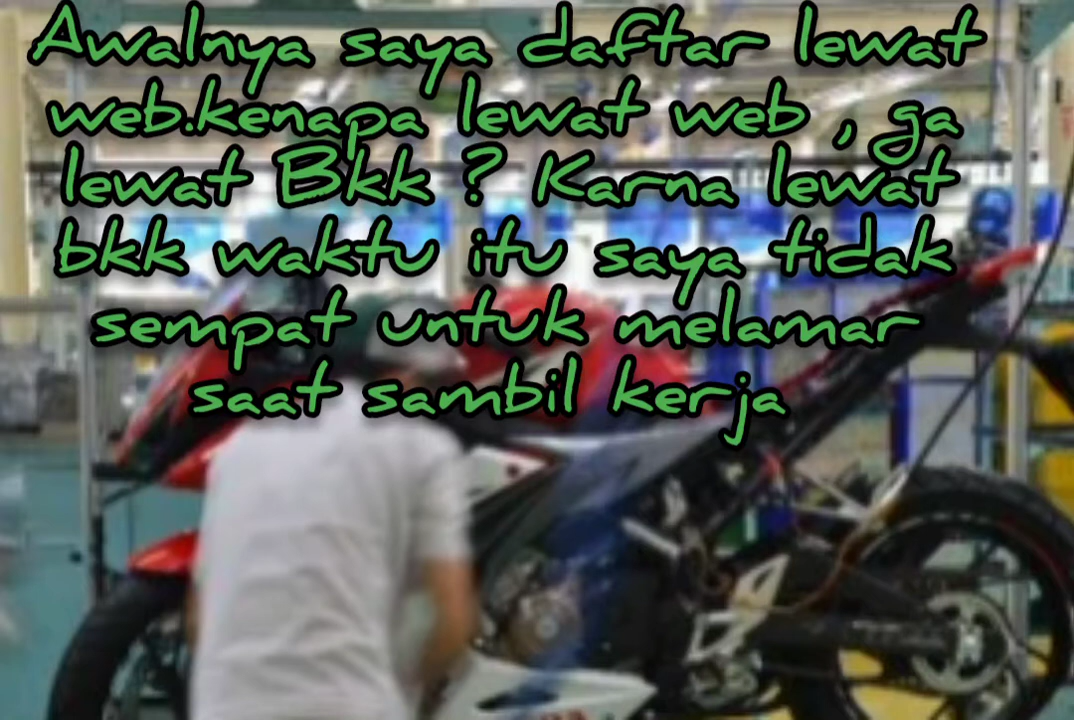 Awalnya saya daftar lewat
web.kenapa lewat web , ga
lewat Bkk ? Karna lewat
bkk waktu itu saya tidak
sempat untuk melamar
saat sambil kerja